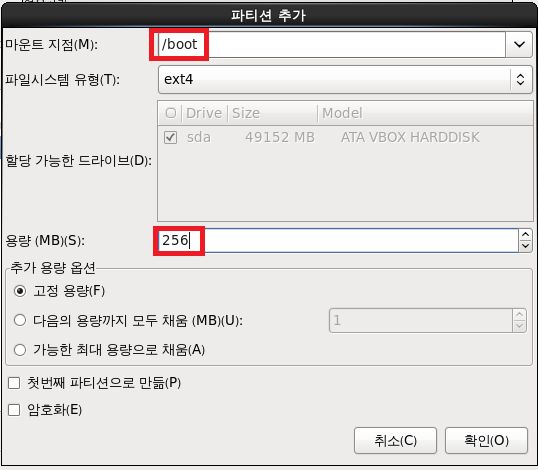 파티션 추가
마운트 지점(M):
/boot
파일시스템 유형(T):
ext4
할당 가능한 드라이브(D):
Drive Size Model
sda 49152 MB ATA VBOX HARDDISK
용량 (MB)(S):
256
추가 용량 옵션
고정 용량(F)
다음의 용량까지 모두 채움 (MB)(U):
1
가능한 최대 용량으로 채움(A)
첫번째 파티션으로 만듦(P)
암호화(E)
취소(C)
확인(O)